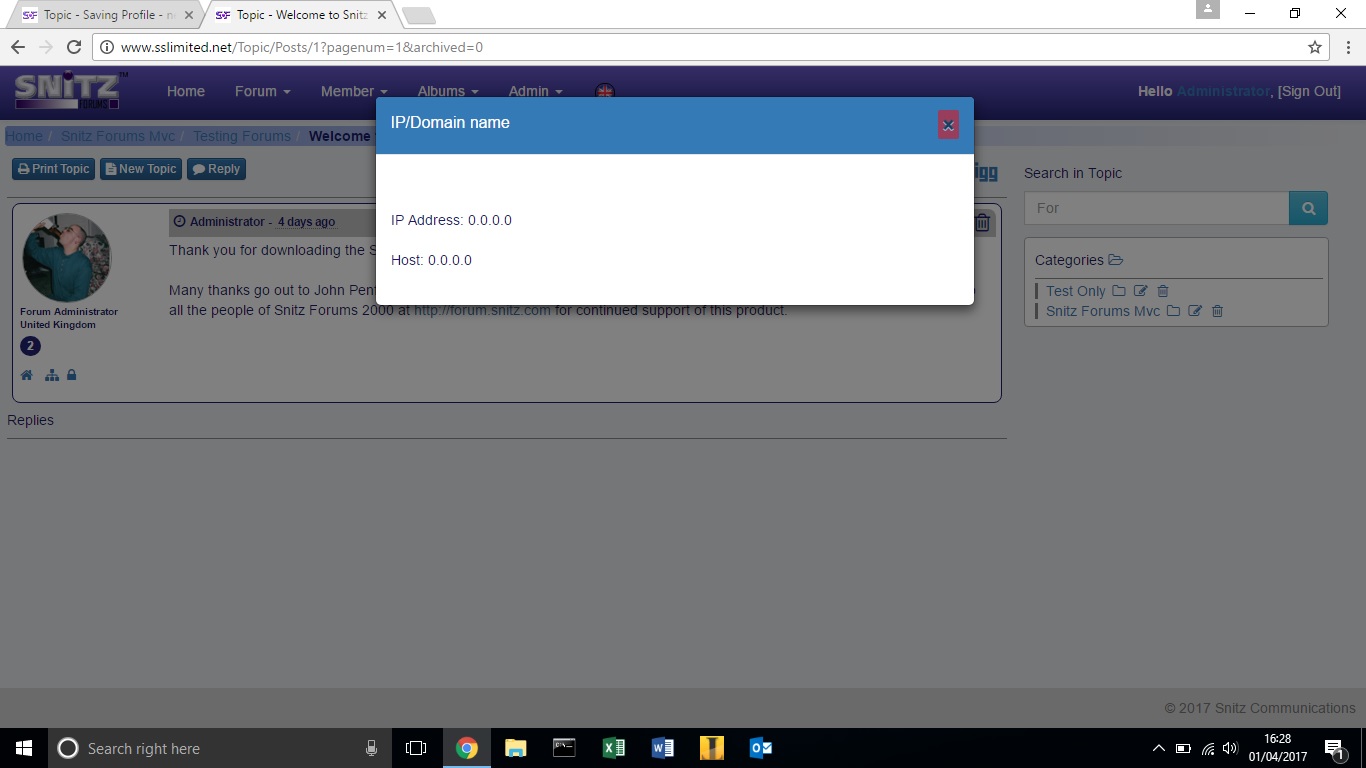 Topic - Saving Profile - n
Topic - Welcome to Snitz
www.sslimited.net/Topic/Posts/1?pagenum=1&archived=0
SNITZ TM
FORUMS
Home
Forum
Member
Albums
Admin
Hello Administrator, [Sign Out]
Home / Snitz Forums Mvc / Testing Forums / Welcome
IP/Domain name
Print Topic
New Topic
Reply
igg
Search in Topic
For
Administrator - 4 days ago
IP Address: 0.0.0.0
Host: 0.0.0.0
Thank you for downloading the S
Many thanks go out to John Pen
all the people of Snitz Forums 2000 at http://forum.snitz.com for continued support of this product.
Forum Administrator
United Kingdom
2
Categories
Test Only
Snitz Forums Mvc
Replies
© 2017 Snitz Communications
Search right here
16:28
01/04/2017
1